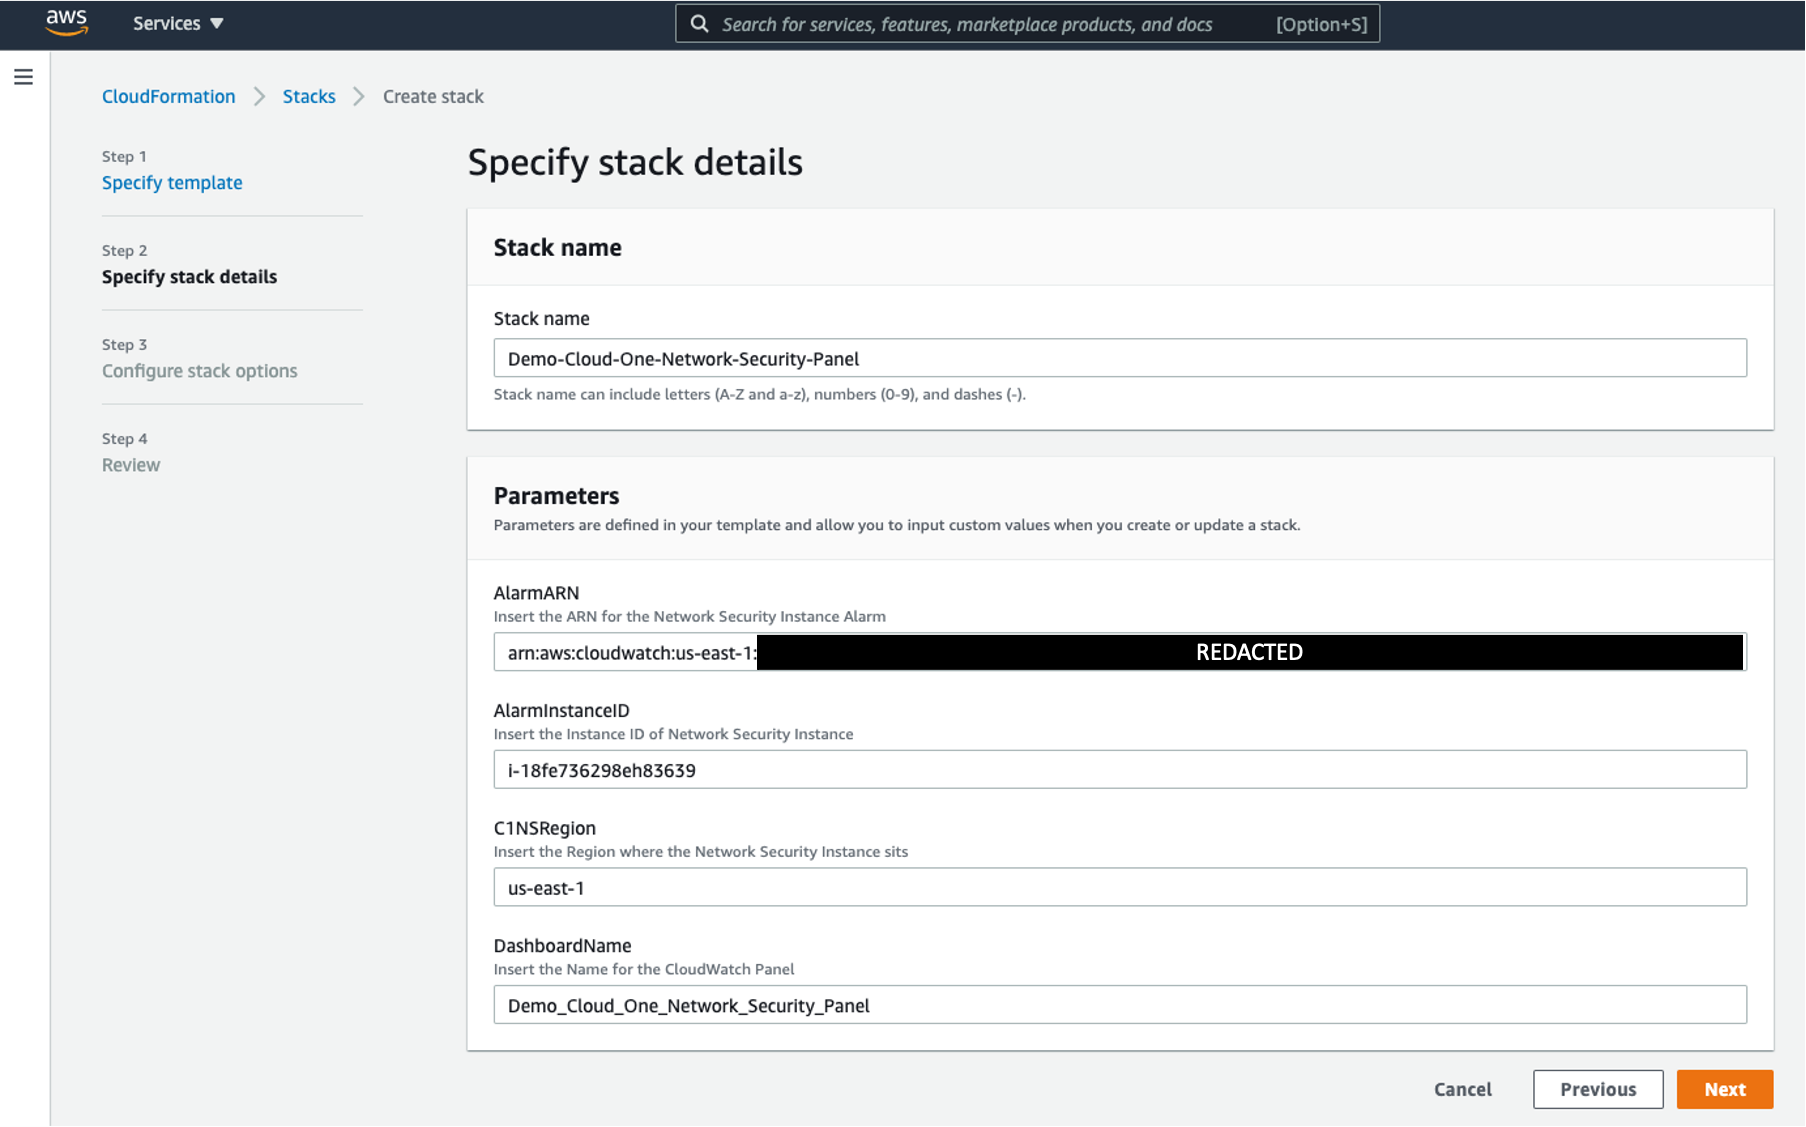 aws
Services ▼
Search for services, features, marketplace products, and docs [Option+S]
CloudFormation > Stacks > Create stack
Step 1
Specify template
Step 2
Specify stack details
Step 3
Configure stack options
Step 4
Review
Specify stack details
Stack name
Stack name
Demo-Cloud-One-Network-Security-Panel
Stack name can include letters (A-Z and a-z), numbers (0-9), and dashes (-).
Parameters
Parameters are defined in your template and allow you to input custom values when you create or update a stack.
AlarmARN
Insert the ARN for the Network Security Instance Alarm
arn:aws:cloudwatch:us-east-1: REDACTED
AlarmInstanceID
Insert the Instance ID of Network Security Instance
i-18fe736298eh83639
C1NSRegion
Insert the Region where the Network Security Instance sits
us-east-1
DashboardName
Insert the Name for the CloudWatch Panel
Demo_Cloud_One_Network_Security_Panel
Cancel Previous Next